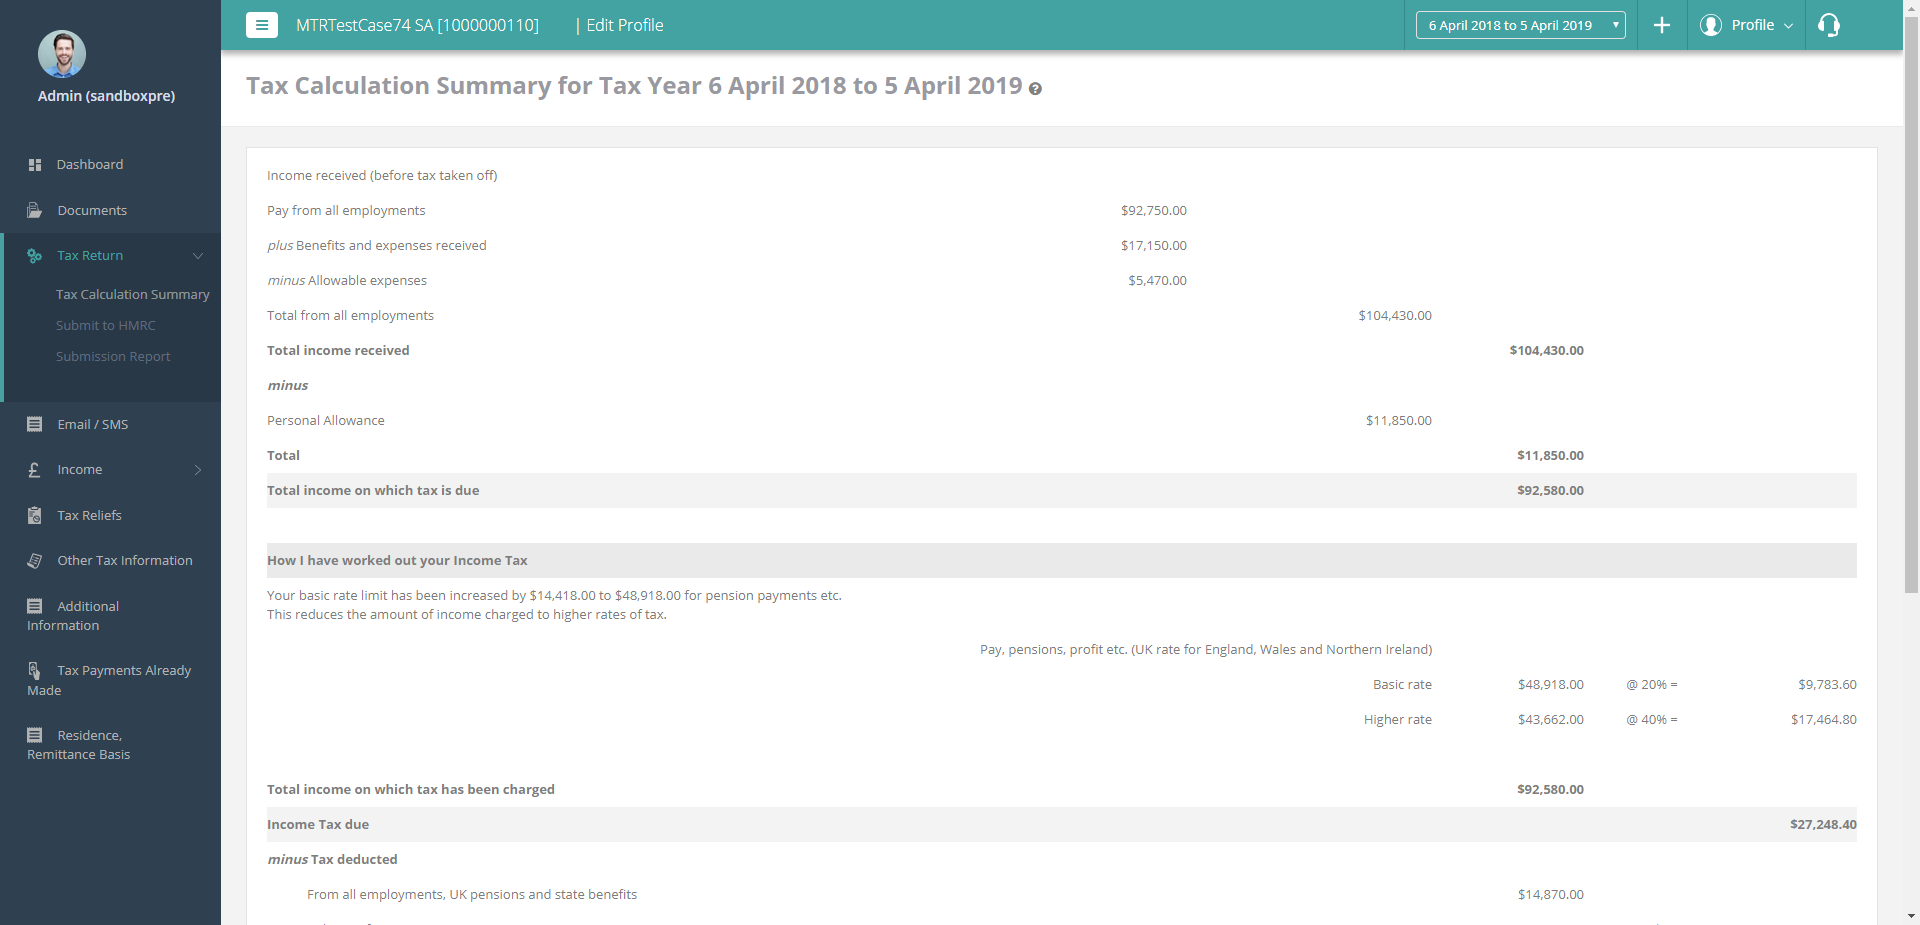 MTRTestCase74 SA [1000000110] | Edit Profile
6 April 2018 to 5 April 2019
Profile
Admin (sandboxpre)
Dashboard
Documents
Tax Return
Tax Calculation Summary
Submit to HMRC
Submission Report
Email / SMS
Income
Tax Reliefs
Other Tax Information
Additional
Information
Tax Payments Already
Made
Residence,
Remittance Basis
Tax Calculation Summary for Tax Year 6 April 2018 to 5 April 2019
Income received (before tax taken off)
Pay from all employments $92,750.00
plus Benefits and expenses received $17,150.00
minus Allowable expenses $5,470.00
Total from all employments $104,430.00
Total income received $104,430.00
minus
Personal Allowance $11,850.00
Total $11,850.00
Total income on which tax is due $92,580.00
How I have worked out your Income Tax
Your basic rate limit has been increased by $14,418.00 to $48,918.00 for pension payments etc.
This reduces the amount of income charged to higher rates of tax.
Pay, pensions, profit etc. (UK rate for England, Wales and Northern Ireland)
Basic rate $48,918.00 @ 20% = $9,783.60
Higher rate $43,662.00 @ 40% = $17,464.80
Total income on which tax has been charged $92,580.00
Income Tax due $27,248.40
minus Tax deducted
From all employments, UK pensions and state benefits $14,870.00